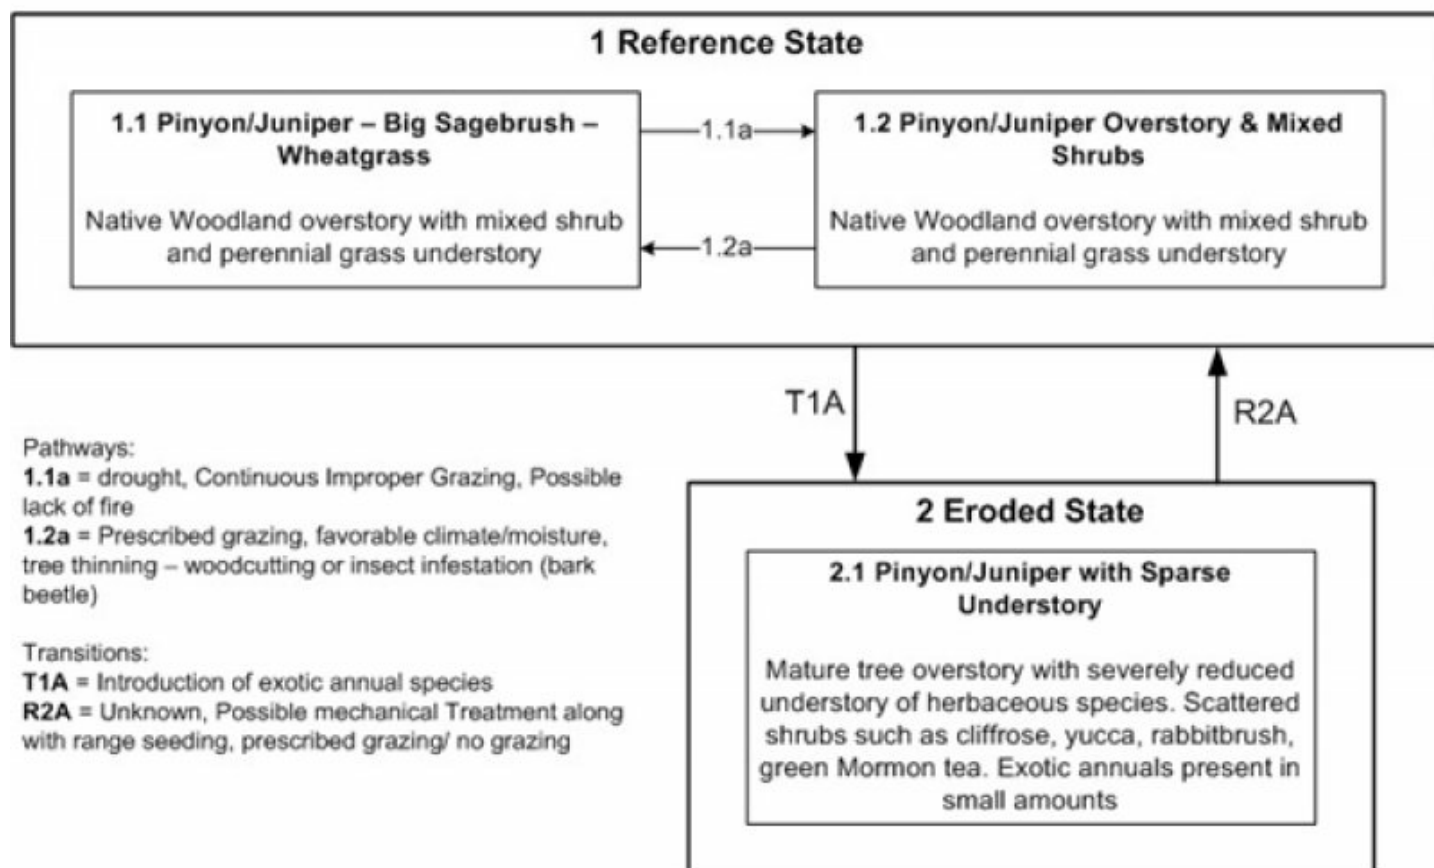 1 Reference State
1.1 Pinyon/Juniper – Big Sagebrush –
Wheatgrass
Native Woodland overstory with mixed shrub
and perennial grass understory
1.1a
1.2a
1.2 Pinyon/Juniper Overstory & Mixed
Shrubs
Native Woodland overstory with mixed shrub
and perennial grass understory
T1A
R2A
Pathways:
1.1a = drought, Continuous Improper Grazing, Possible
lack of fire
1.2a = Prescribed grazing, favorable climate/moisture,
tree thinning – woodcutting or insect infestation (bark
beetle)
Transitions:
T1A = Introduction of exotic annual species
R2A = Unknown, Possible mechanical Treatment along
with range seeding, prescribed grazing/ no grazing
2 Eroded State
2.1 Pinyon/Juniper with Sparse
Understory
Mature tree overstory with severely reduced
understory of herbaceous species. Scattered
shrubs such as cliffrose, yucca, rabbitbrush,
green Mormon tea. Exotic annuals present in
small amounts